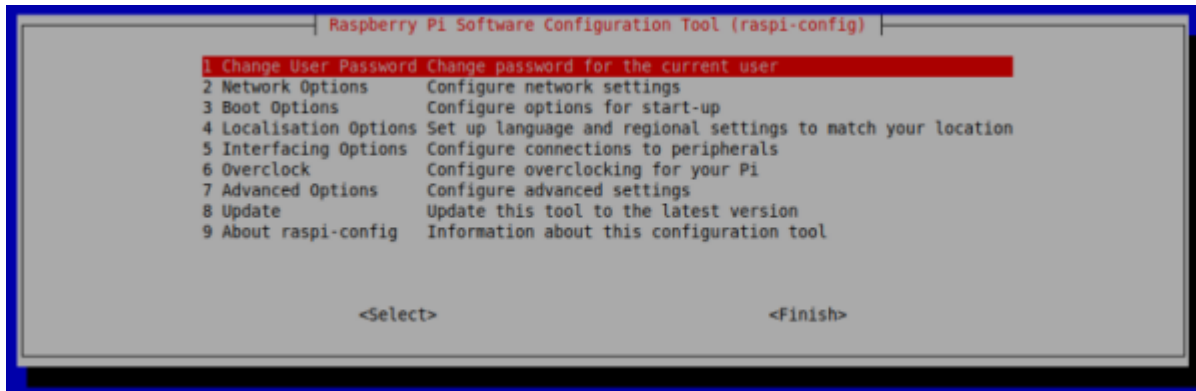 Raspberry Pi Software Configuration Tool (raspi-config)
1 Change User Password Change password for the current user
2 Network Options Configure network settings
3 Boot Options Configure options for start-up
4 Localisation Options Set up language and regional settings to match your location
5 Interfacing Options Configure connections to peripherals
6 Overclock Configure overclocking for your Pi
7 Advanced Options Configure advanced settings
8 Update Update this tool to the latest version
9 About raspi-config Information about this configuration tool
<Select> <Finish>